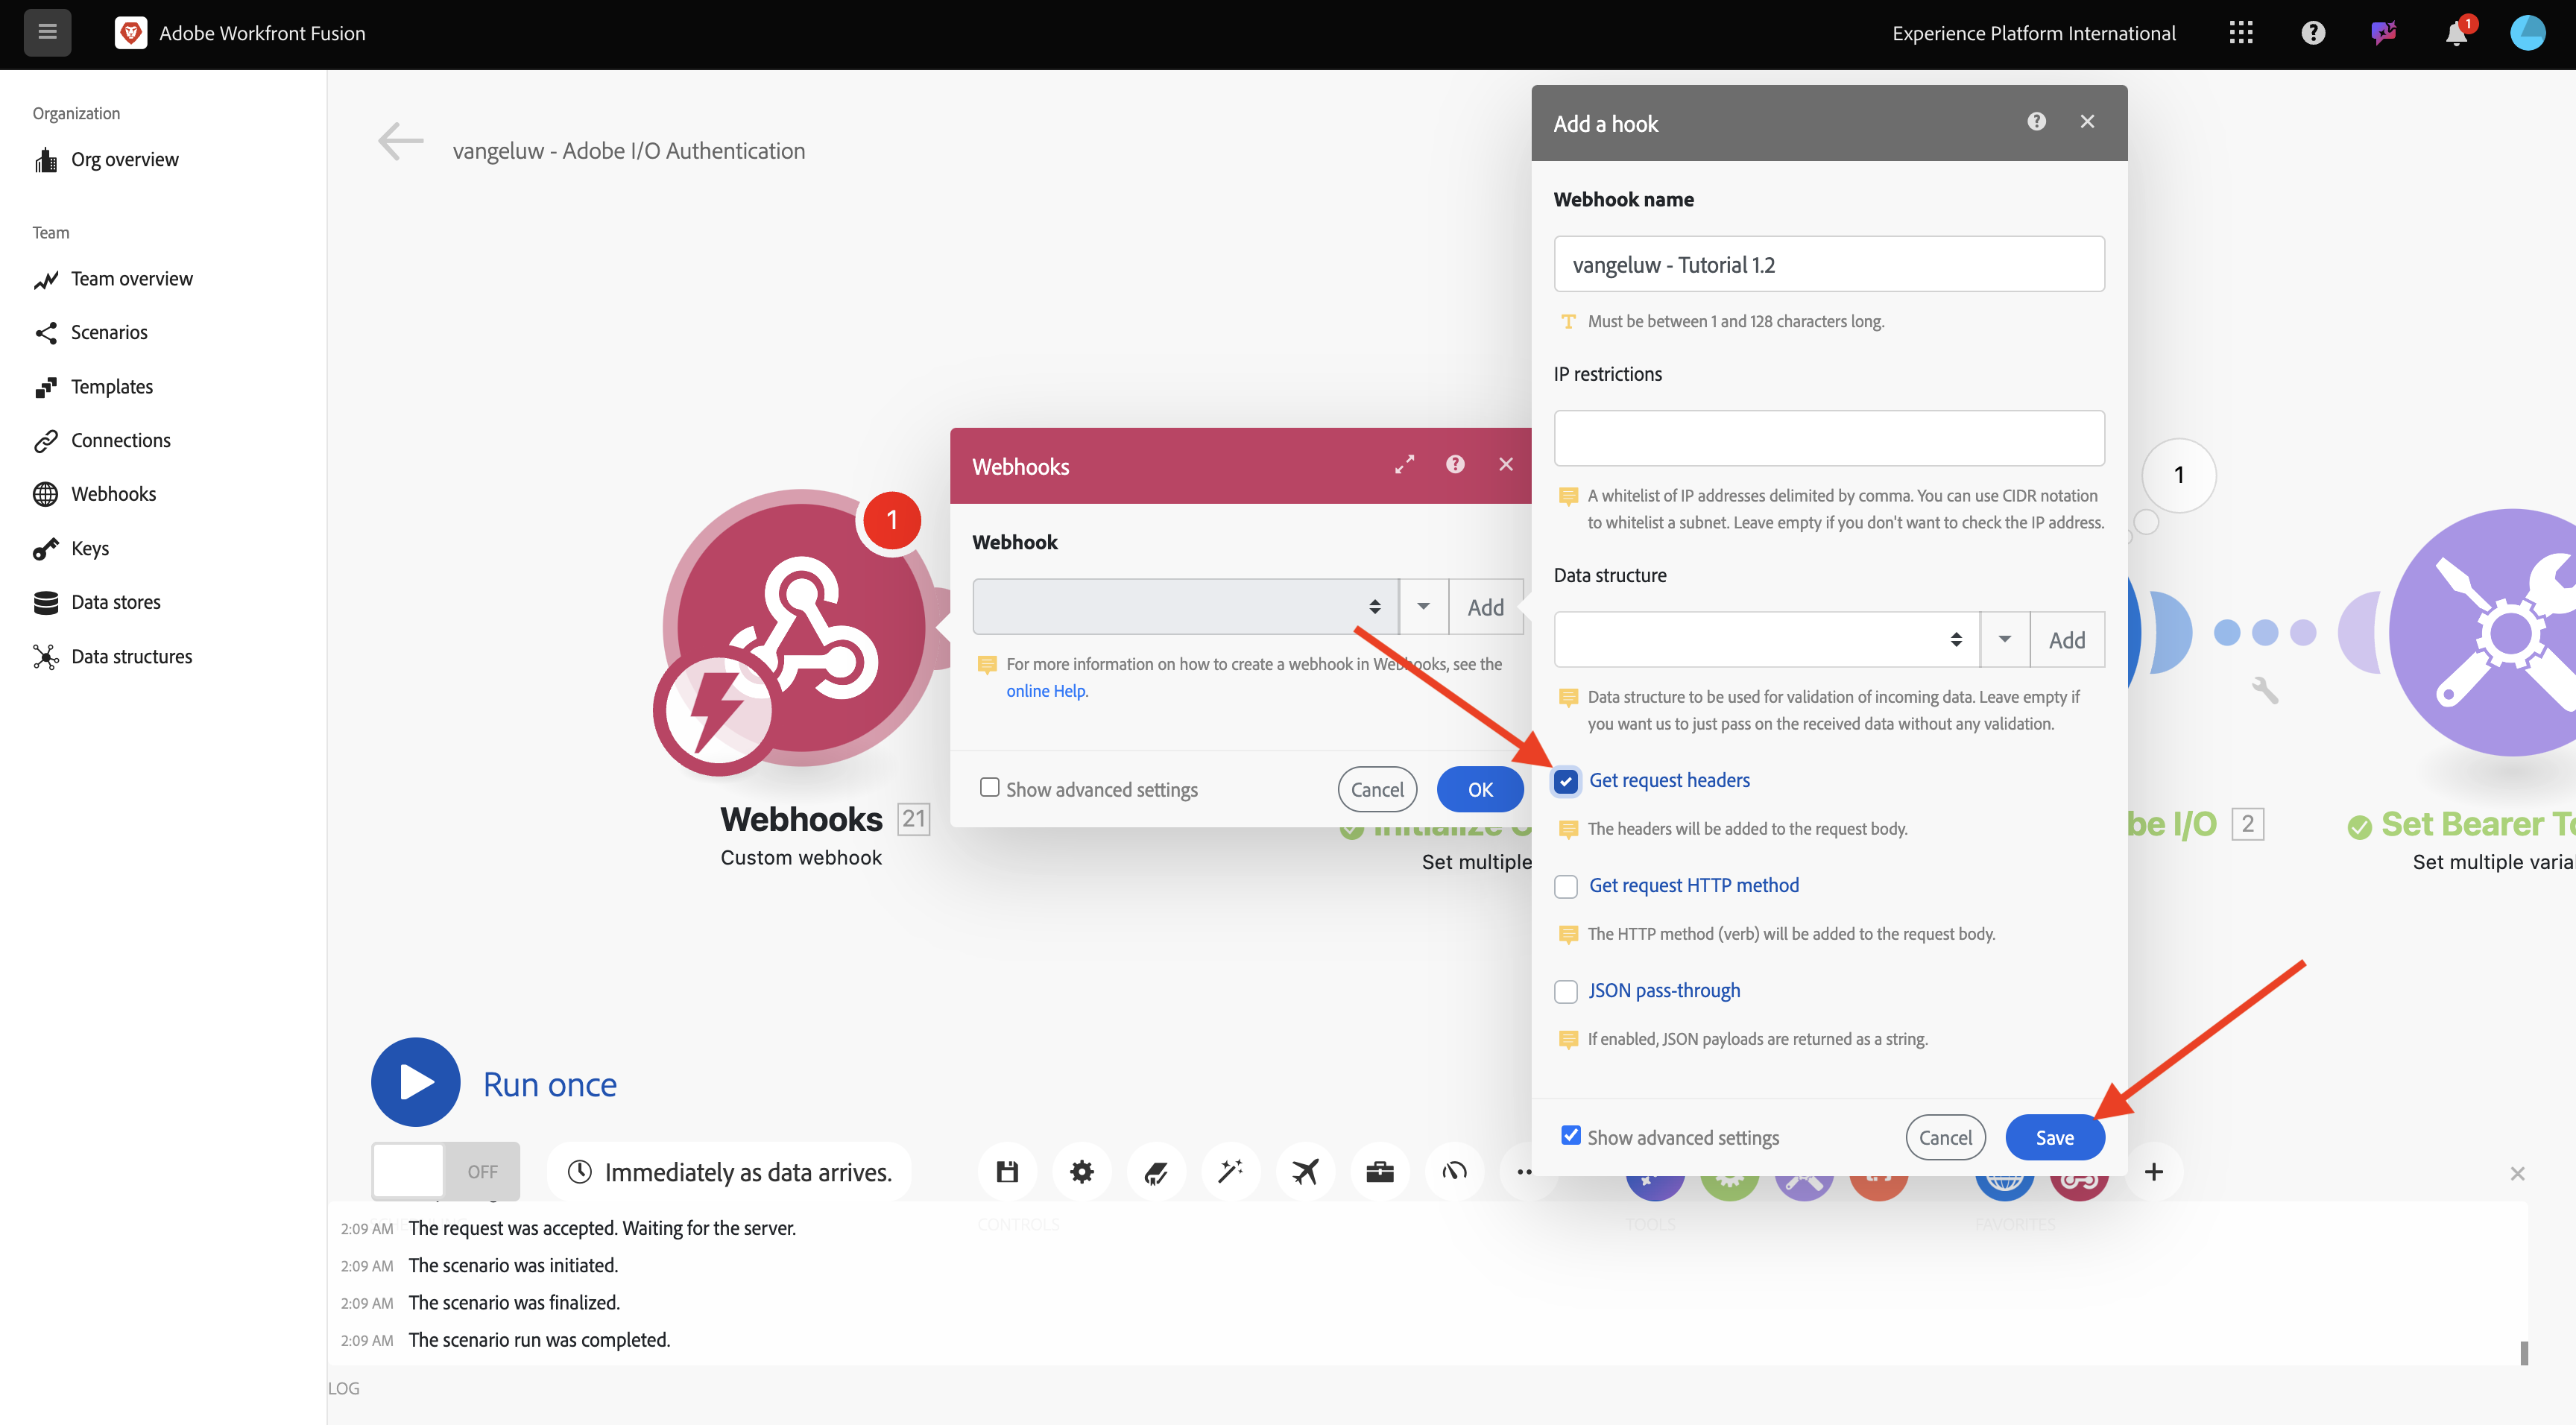 Adobe Workfront Fusion
Experience Platform International
1
Organization
Org overview
Team
Team overview
Scenarios
Templates
Connections
Webhooks
Keys
Data stores
Data structures
vangeluw - Adobe I/O Authentication
1
Webhooks 21
Custom webhook
Webhooks
Webhook
Add
For more information on how to create a webhook in Webhooks, see the
online Help.
Show advanced settings
Cancel
OK
Initialize C
Set multiple
Add a hook
Webhook name
vangeluw - Tutorial 1.2
Must be between 1 and 128 characters long.
IP restrictions
A whitelist of IP addresses delimited by comma. You can use CIDR notation
to whitelist a subnet. Leave empty if you don't want to check the IP address.
Data structure
Add
Data structure to be used for validation of incoming data. Leave empty if
you want us to just pass on the received data without any validation.
Get request headers
The headers will be added to the request body.
Get request HTTP method
The HTTP method (verb) will be added to the request body.
JSON pass-through
If enabled, JSON payloads are returned as a string.
Show advanced settings
Cancel
Save
1
be I/O 2
Set Bearer To
Set multiple varia
Run once
OFF
Immediately as data arrives.
CONTROLS
TOOLS
FAVORITES
2:09 AM The request was accepted. Waiting for the server.
2:09 AM The scenario was initiated.
2:09 AM The scenario was finalized.
2:09 AM The scenario run was completed.
LOG